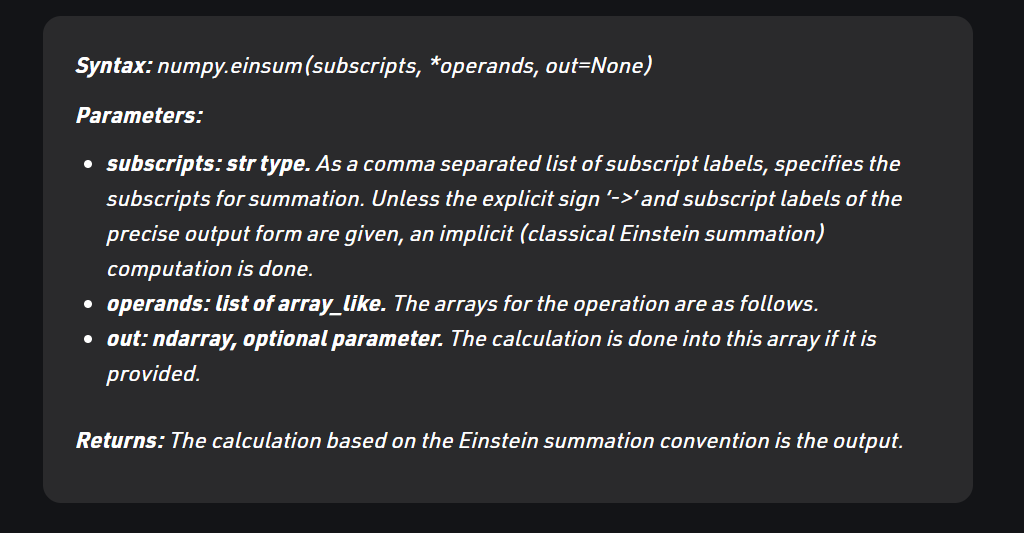 Syntax: numpy.einsum(subscripts, *operands, out=None)
Parameters:
• subscripts: str type. As a comma separated list of subscript labels, specifies the
subscripts for summation. Unless the explicit sign '->' and subscript labels of the
precise output form are given, an implicit (classical Einstein summation)
computation is done.
• operands: list of array_like. The arrays for the operation are as follows.
• out: ndarray, optional parameter. The calculation is done into this array if it is
provided.
Returns: The calculation based on the Einstein summation convention is the output.